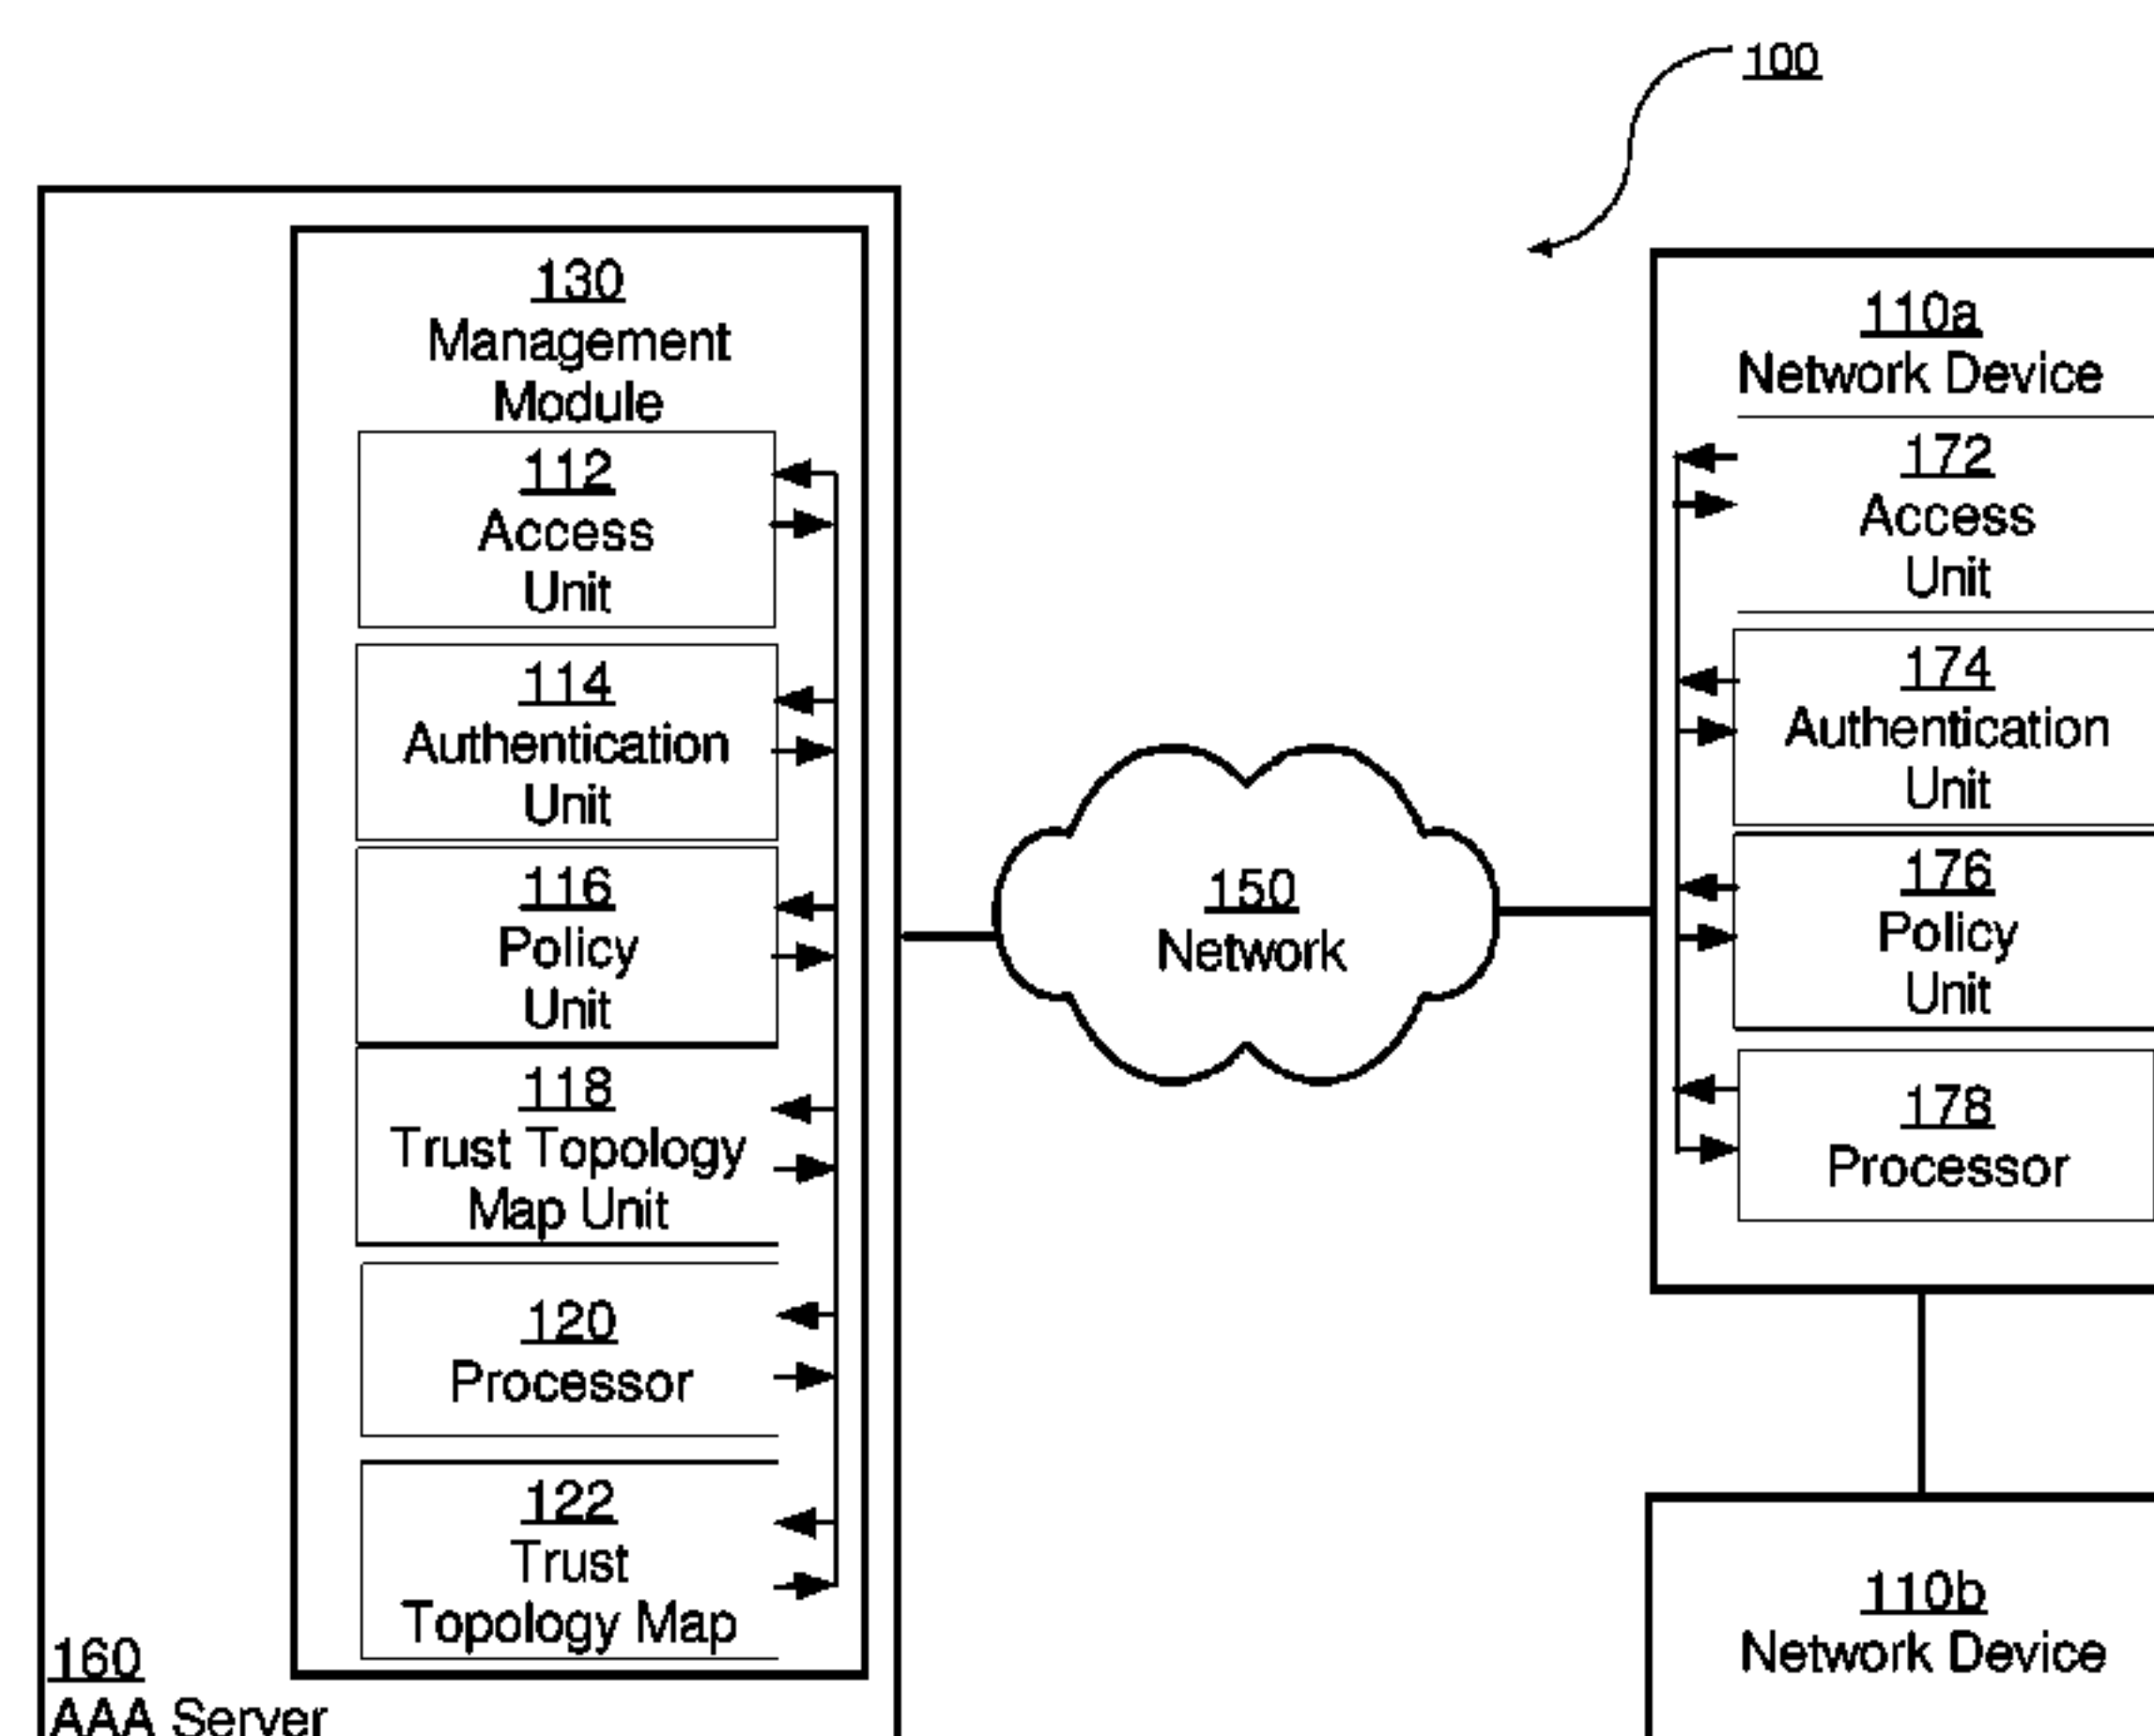 100
130
Management
Module
112
Access
Unit
114
Authentication
Unit
116
Policy
Unit
118
Trust Topology
Map Unit
120
Processor
122
Trust
Topology Map
160
AAA Server
150
Network
110a
Network Device
172
Access
Unit
174
Authentication
Unit
176
Policy
Unit
178
Processor
110b
Network Device